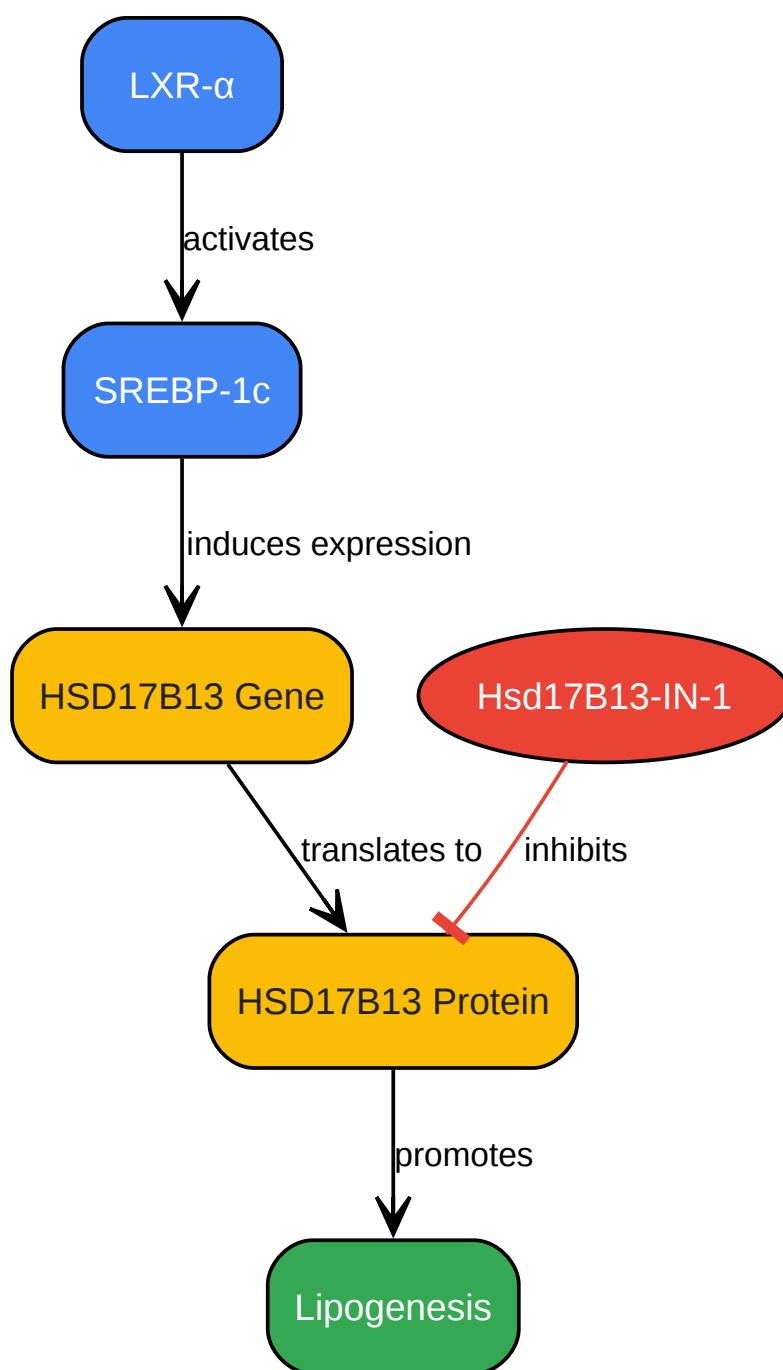 LXR-α
activates
SREBP-1c
induces expression
HSD17B13 Gene
Hsd17B13-IN-1
translates to
inhibits
HSD17B13 Protein
promotes
Lipogenesis